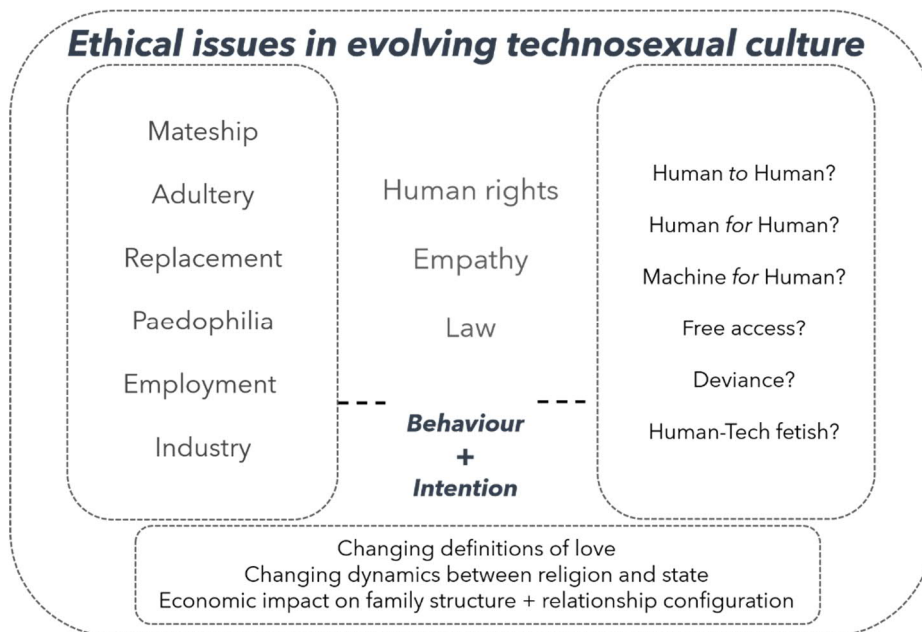 Ethical issues in evolving technosexual culture
Mateship
Adultery
Replacement
Paedophilia
Employment
Industry
Human rights
Empathy
Law
Behaviour
+
Intention
Human to Human?
Human for Human?
Machine for Human?
Free access?
Deviance?
Human-Tech fetish?
Changing definitions of love
Changing dynamics between religion and state
Economic impact on family structure + relationship configuration